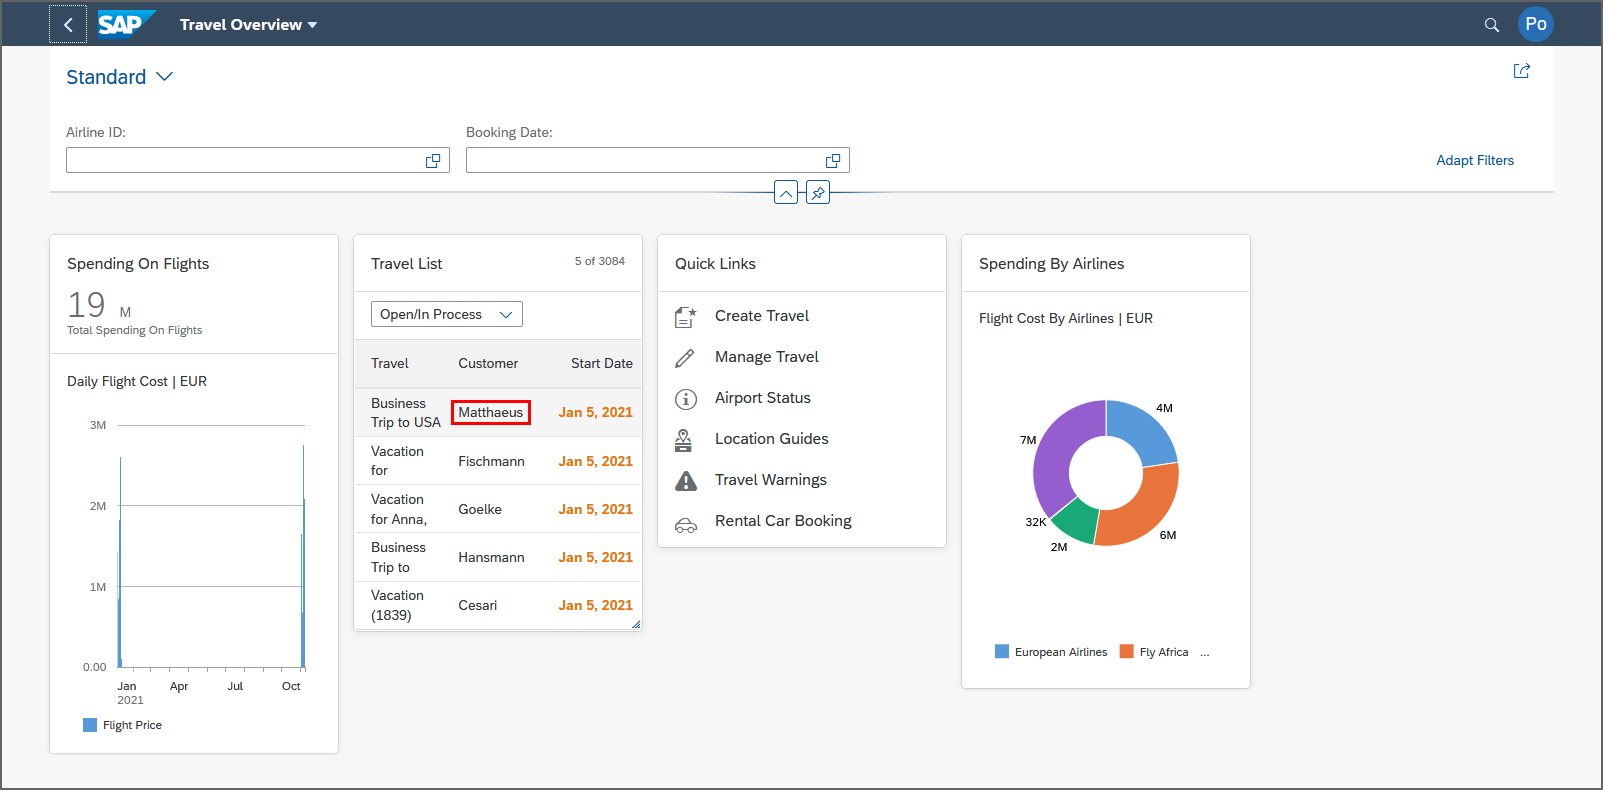 SAP Travel Overview Po
Standard
Airline ID: Booking Date:
Adapt Filters
Spending On Flights
19 M
Total Spending On Flights
Daily Flight Cost | EUR
3M
2M
1M
0.00
Jan Apr Jul Oct
2021
Flight Price
Travel List 5 of 3084
Open/In Process
Travel Customer Start Date
Business
Trip to USA Matthaeus Jan 5, 2021
Vacation
for Fischmann Jan 5, 2021
Vacation
for Anna, Goelke Jan 5, 2021
Business
Trip to Hansmann Jan 5, 2021
Vacation
(1839) Cesari Jan 5, 2021
Quick Links
Create Travel
Manage Travel
Airport Status
Location Guides
Travel Warnings
Rental Car Booking
Spending By Airlines
Flight Cost By Airlines | EUR
4M
7M
32K
6M
2M
European Airlines Fly Africa ...